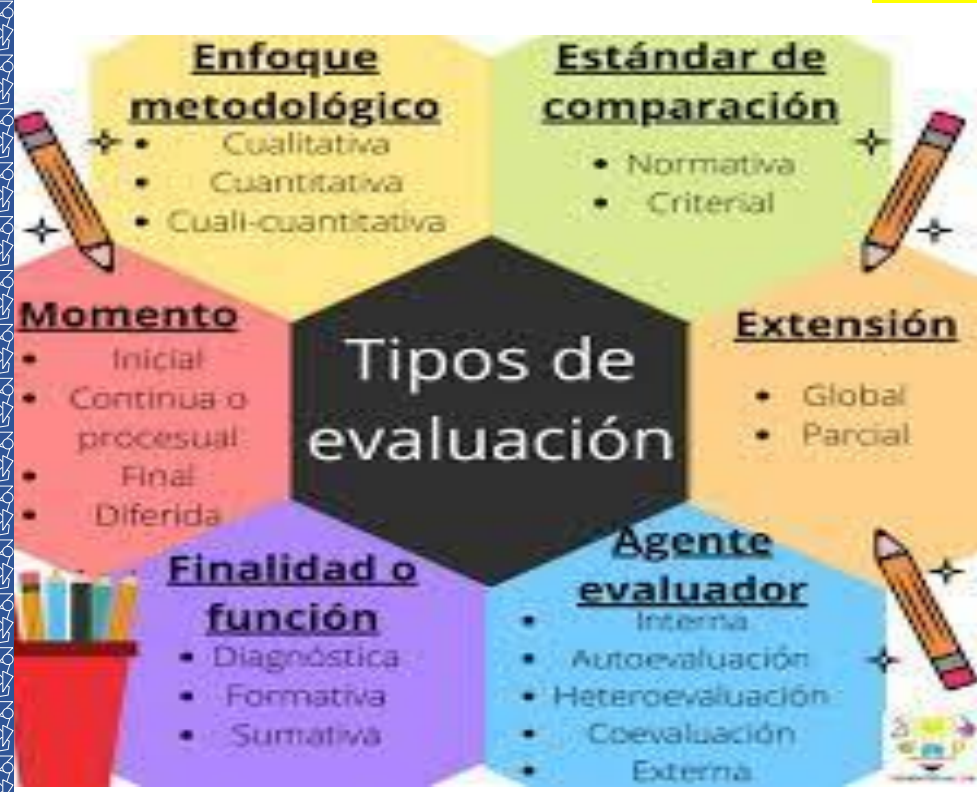 Enfoque
metodológico
• Cualitativa
• Cuantitativa
• Cuali-cuantitativa
Estándar de
comparación
• Normativa
• Criterial
Momento
• Inicial
• Continua o
procesual
• Final
• Diferida
Tipos de
evaluación
Extensión
• Global
• Parcial
Finalidad o
función
• Diagnóstica
• Formativa
• Sumativa
Agente
evaluador
• Interna
• Autoevaluación
• Heteroevaluación
• Coevaluación
• Externa